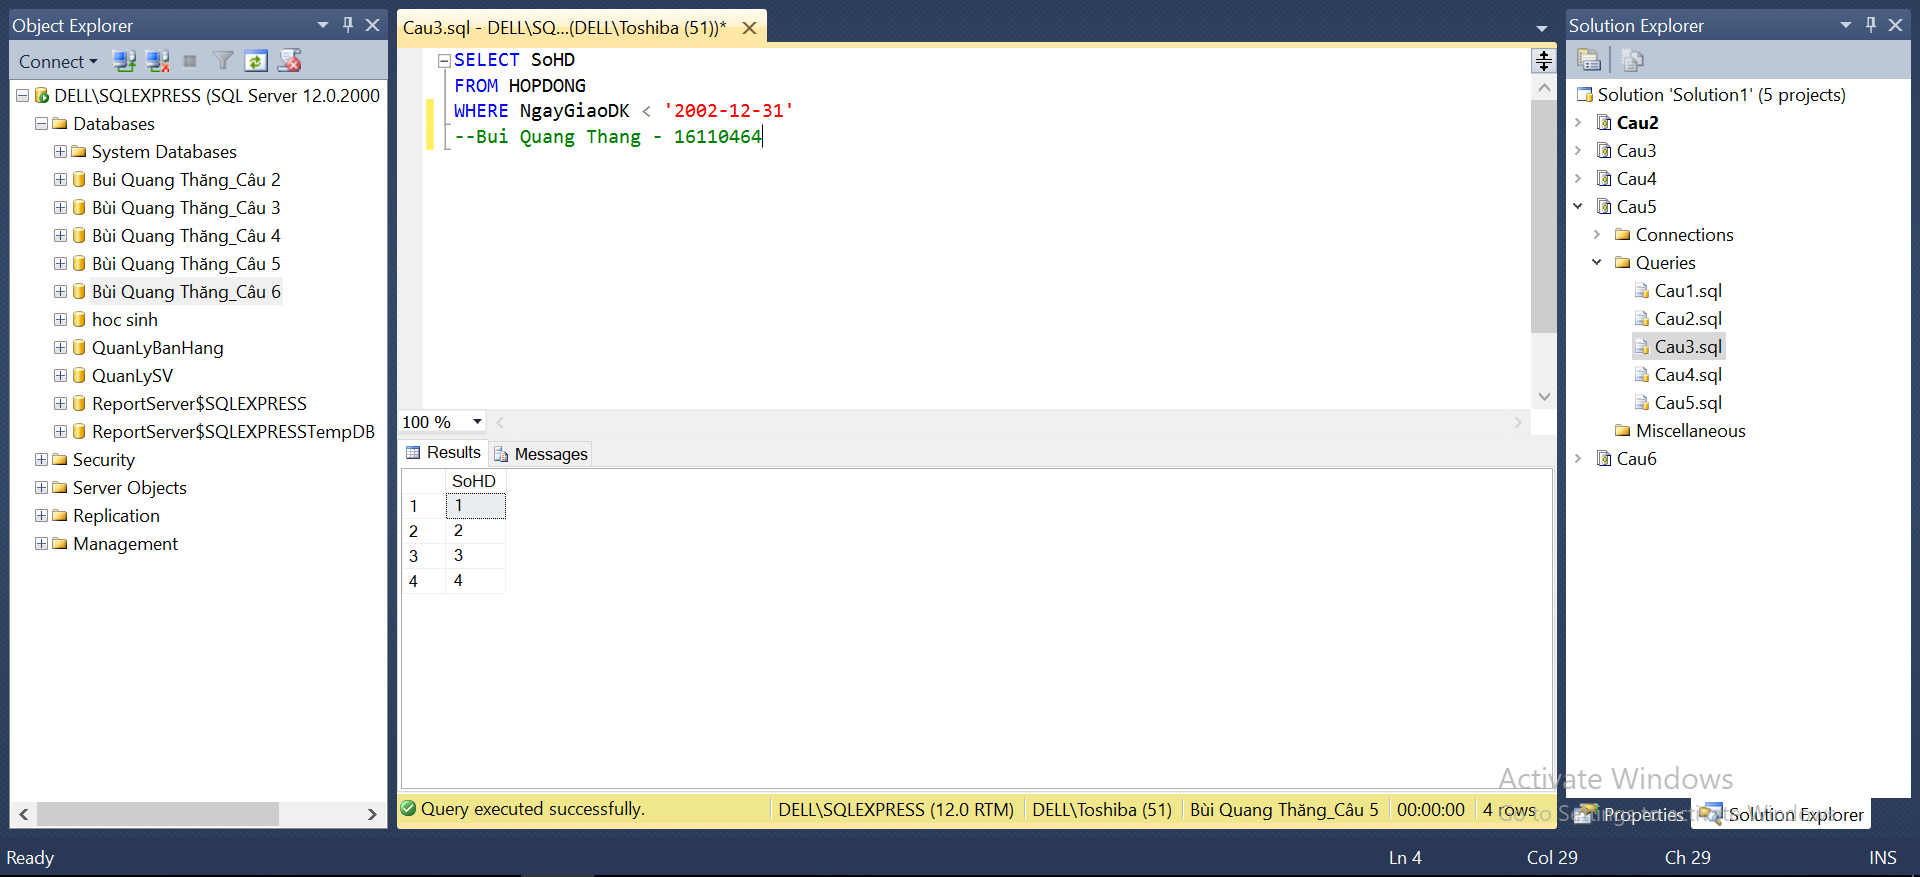 Object Explorer
Connect
DELL\SQLEXPRESS (SQL Server 12.0.2000
Databases
System Databases
Bui Quang Thăng_Câu 2
Bùi Quang Thăng_Câu 3
Bùi Quang Thăng_Câu 4
Bùi Quang Thăng_Câu 5
Bùi Quang Thăng_Câu 6
hoc sinh
QuanLyBanHang
QuanLySV
ReportServer$SQLEXPRESS
ReportServer$SQLEXPRESSTempDB
Security
Server Objects
Replication
Management
Cau3.sql - DELL\SQ...(DELL\Toshiba (51))*
SELECT SoHD
FROM HOPDONG
WHERE NgayGiaoDK < '2002-12-31'
--Bui Quang Thang - 16110464
100 %
Results
Messages
SoHD
1 1
2 2
3 3
4 4
Query executed successfully.
DELL\SQLEXPRESS (12.0 RTM)
DELL\Toshiba (51)
Bùi Quang Thăng_Câu 5
00:00:00
4 rows
Solution Explorer
Solution 'Solution1' (5 projects)
Cau2
Cau3
Cau4
Cau5
Connections
Queries
Cau1.sql
Cau2.sql
Cau3.sql
Cau4.sql
Cau5.sql
Miscellaneous
Cau6
Activate Windows
Go to Settings to activate Windows.
Properties
Solution Explorer
Ready
Ln 4
Col 29
Ch 29
INS